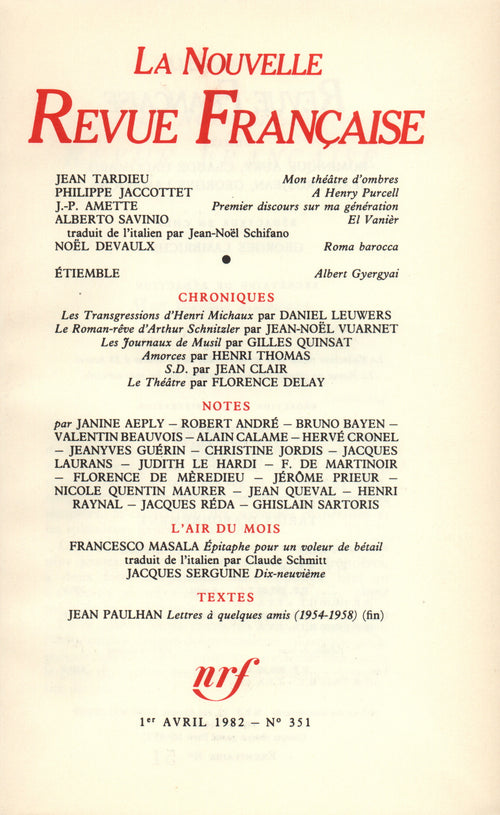 LA NOUVELLE
REVUE FRANÇAISE
JEAN TARDIEU Mon théâtre d'ombres
PHILIPPE JACCOTTET A Henry Purcell
J.-P. AMETTE Premier discours sur ma génération
ALBERTO SAVINIO El Vanièr
traduit de l'italien par Jean-Noël Schifano
NOËL DEVAULX Roma barocca
●
ÉTIEMBLE Albert Gyergyai
CHRONIQUES
Les Transgressions d'Henri Michaux par DANIEL LEUWERS
Le Roman-rêve d'Arthur Schnitzler par JEAN-NOËL VUARNET
Les Journaux de Musil par GILLES QUINSAT
Amorces par HENRI THOMAS
S.D. par JEAN CLAIR
Le Théâtre par FLORENCE DELAY
NOTES
par JANINE AEPLY – ROBERT ANDRÉ – BRUNO BAYEN –
VALENTIN BEAUVOIS – ALAIN CALAME – HERVÉ CRONEL
– JEANYVES GUÉRIN – CHRISTINE JORDIS – JACQUES
LAURANS – JUDITH LE HARDI – F. DE MARTINOIR
– FLORENCE DE MÈREDIEU – JÉRÔME PRIEUR –
NICOLE QUENTIN MAURER – JEAN QUEVAL – HENRI
RAYNAL – JACQUES RÉDA – GHISLAIN SARTORIS
L'AIR DU MOIS
FRANCESCO MASALA Épitaphe pour un voleur de bétail
traduit de l'italien par Claude Schmitt
JACQUES SERGUINE Dix-neuvième
TEXTES
JEAN PAULHAN Lettres à quelques amis (1954-1958) (fin)
nrf
1er AVRIL 1982 – N° 351